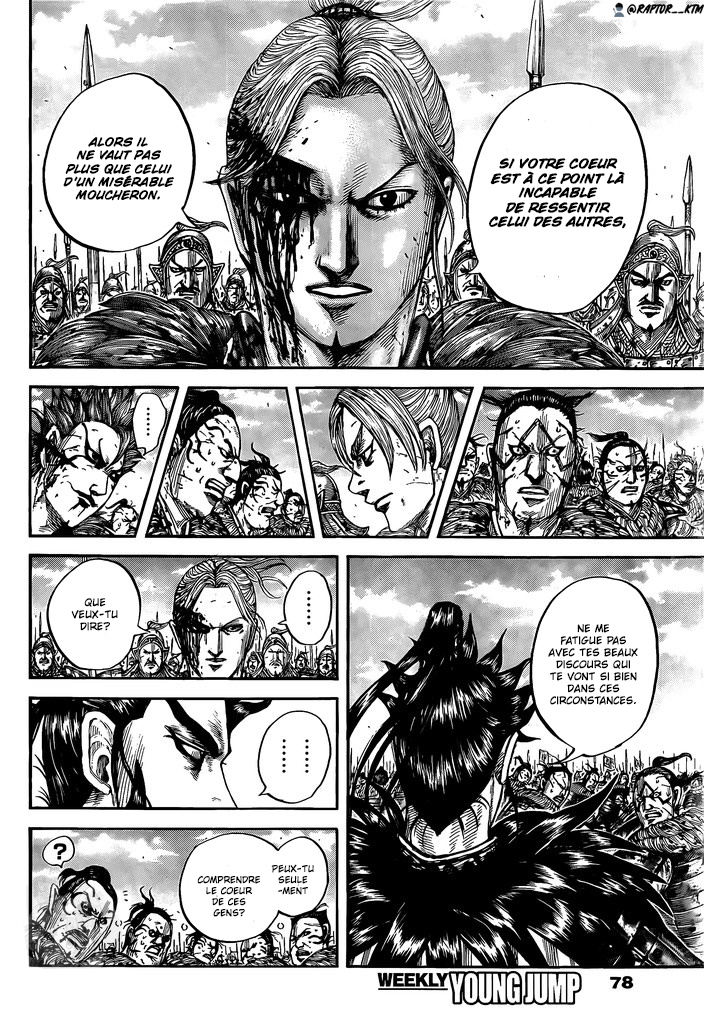 @RAPTOR__KTM
SI VOTRE COEUR
EST À CE POINT LÀ
INCAPABLE
DE RESSENTIR
CELUI DES AUTRES,
ALORS IL
NE VAUT PAS
PLUS QUE CELUI
D'UN MISÉRABLE
MOUCHERON.
......
NE ME
FATIGUE PAS
AVEC TES BEAUX
DISCOURS QUI
TE VONT SI BIEN
DANS CES
CIRCONSTANCES.
......
QUE
VEUX-TU
DIRE?
......
PEUX-TU
SEULE
-MENT
COMPRENDRE
LE COEUR
DE CES
GENS?
?
WEEKLY YOUNG JUMP 78